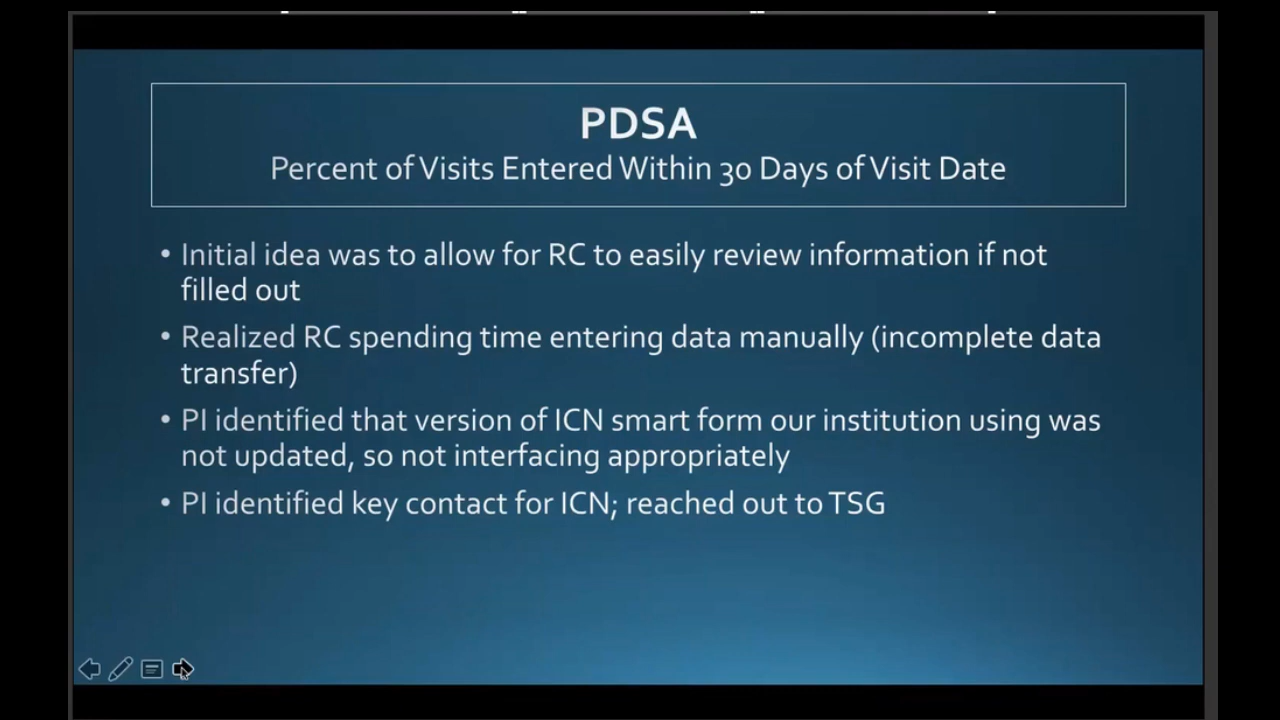 PDSA
Percent of Visits Entered Within 30 Days of Visit Date
• Initial idea was to allow for RC to easily review information if not
filled out
• Realized RC spending time entering data manually (incomplete data
transfer)
• PI identified that version of ICN smart form our institution using was
not updated, so not interfacing appropriately
• PI identified key contact for ICN; reached out to TSG